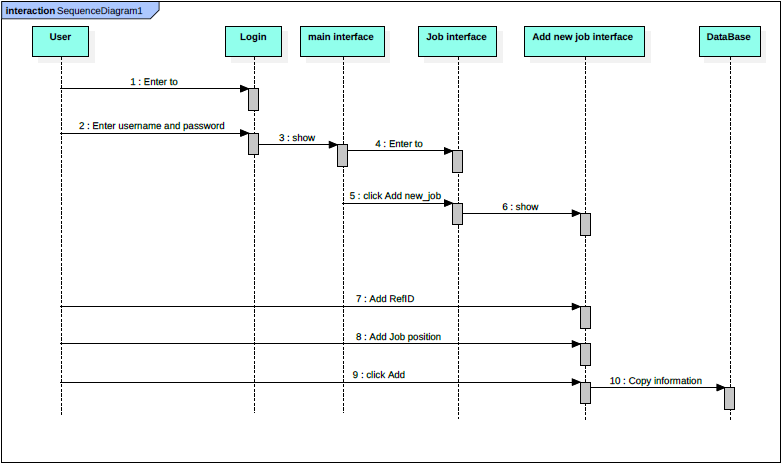 interaction SequenceDiagram1
User
Login
main interface
Job interface
Add new job interface
DataBase
1 : Enter to
2 : Enter username and password
3 : show
4 : Enter to
5 : click Add new_job
6 : show
7 : Add RefID
8 : Add Job position
9 : click Add
10 : Copy information